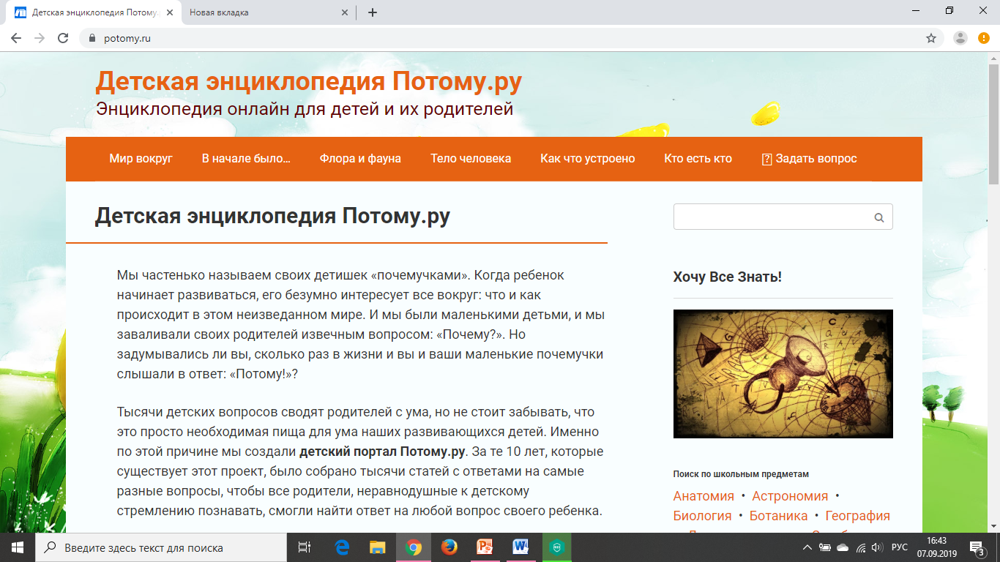 Детская энциклопедия Потому.
Новая вкладка
potomy.ru
Детская энциклопедия Потому.ру
Энциклопедия онлайн для детей и их родителей
Мир вокруг В начале было... Флора и фауна Тело человека Как что устроено Кто есть кто Задать вопрос
Детская энциклопедия Потому.ру
Мы частенько называем своих детишек «почемучками». Когда ребенок
начинает развиваться, его безумно интересует все вокруг: что и как
происходит в этом неизведанном мире. И мы были маленькими детьми, и мы
заваливали своих родителей извечным вопросом: «Почему?». Но
задумывались ли вы, сколько раз в жизни и вы и ваши маленькие почемучки
слышали в ответ: «Потому!»?
Тысячи детских вопросов сводят родителей с ума, но не стоит забывать, что
это просто необходимая пища для ума наших развивающихся детей. Именно
по этой причине мы создали детский портал Потому.ру. За те 10 лет, которые
существует этот проект, было собрано тысячи статей с ответами на самые
разные вопросы, чтобы все родители, неравнодушные к детскому
стремлению познавать, смогли найти ответ на любой вопрос своего ребенка.
Хочу Все Знать!
Поиск по школьным предметам
Анатомия • Астрономия •
Биология • Ботаника • География
Введите здесь текст для поиска
РУС
16:43
07.09.2019
3